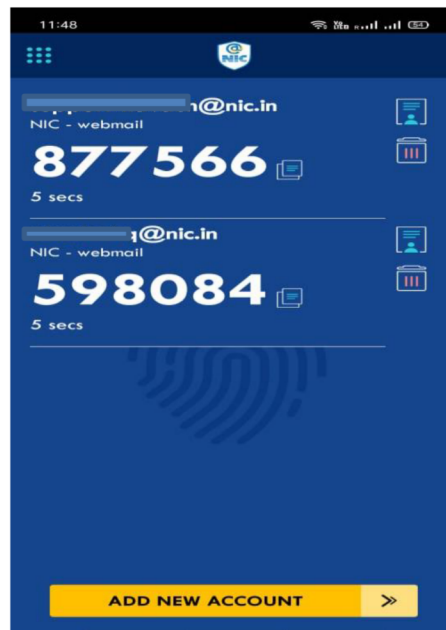 11:48
54
@
NIC
@nic.in
NIC - webmail
877566
5 secs
q@nic.in
NIC - webmail
598084
5 secs
ADD NEW ACCOUNT